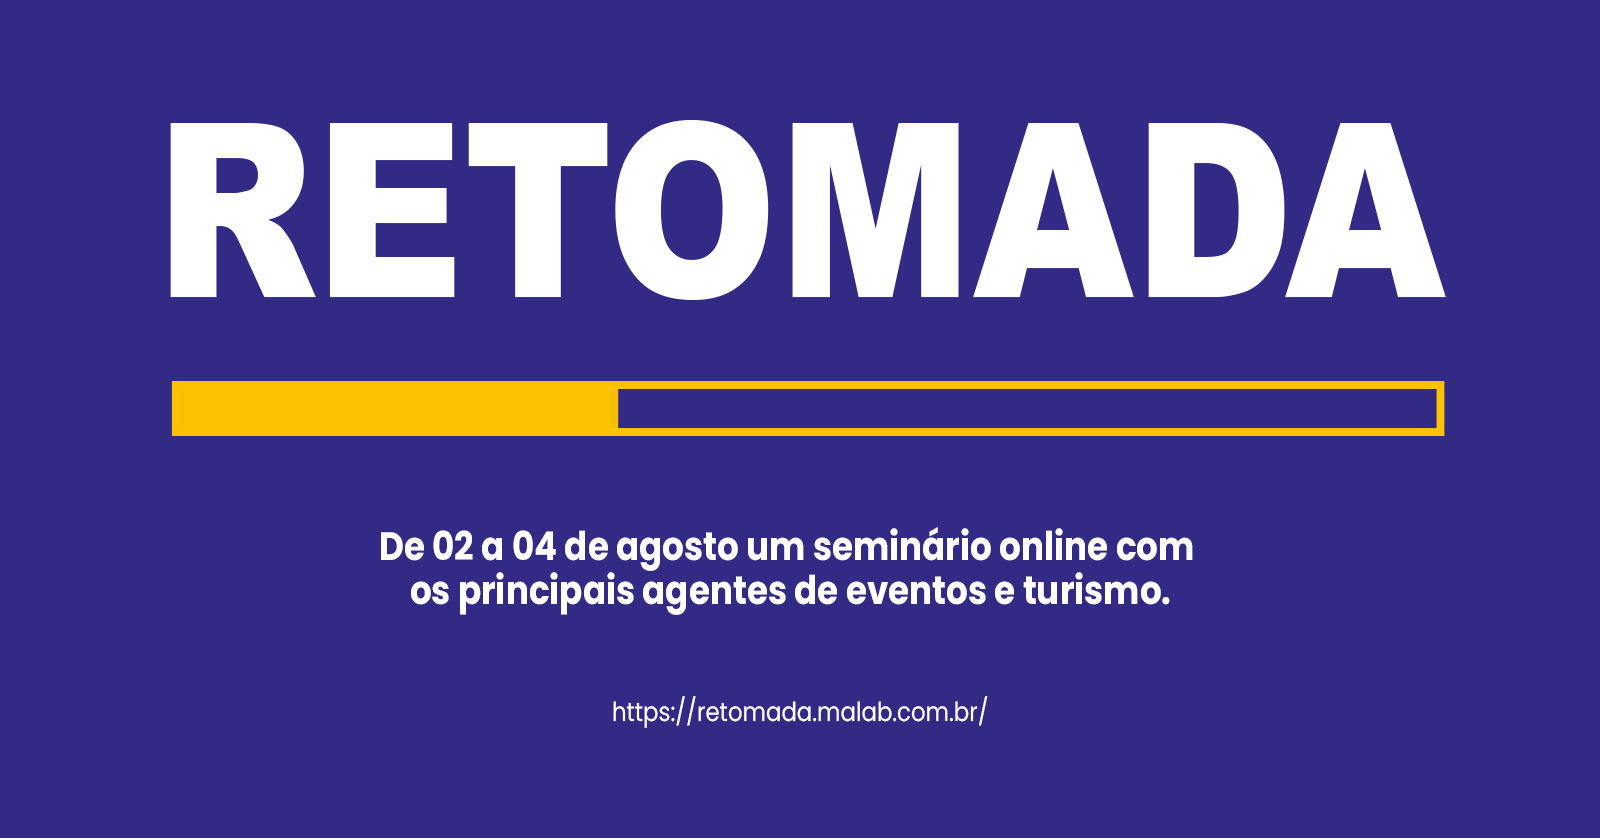 RETOMADA
De 02 a 04 de agosto um seminário online com
os principais agentes de eventos e turismo.
https://retomada.malab.com.br/